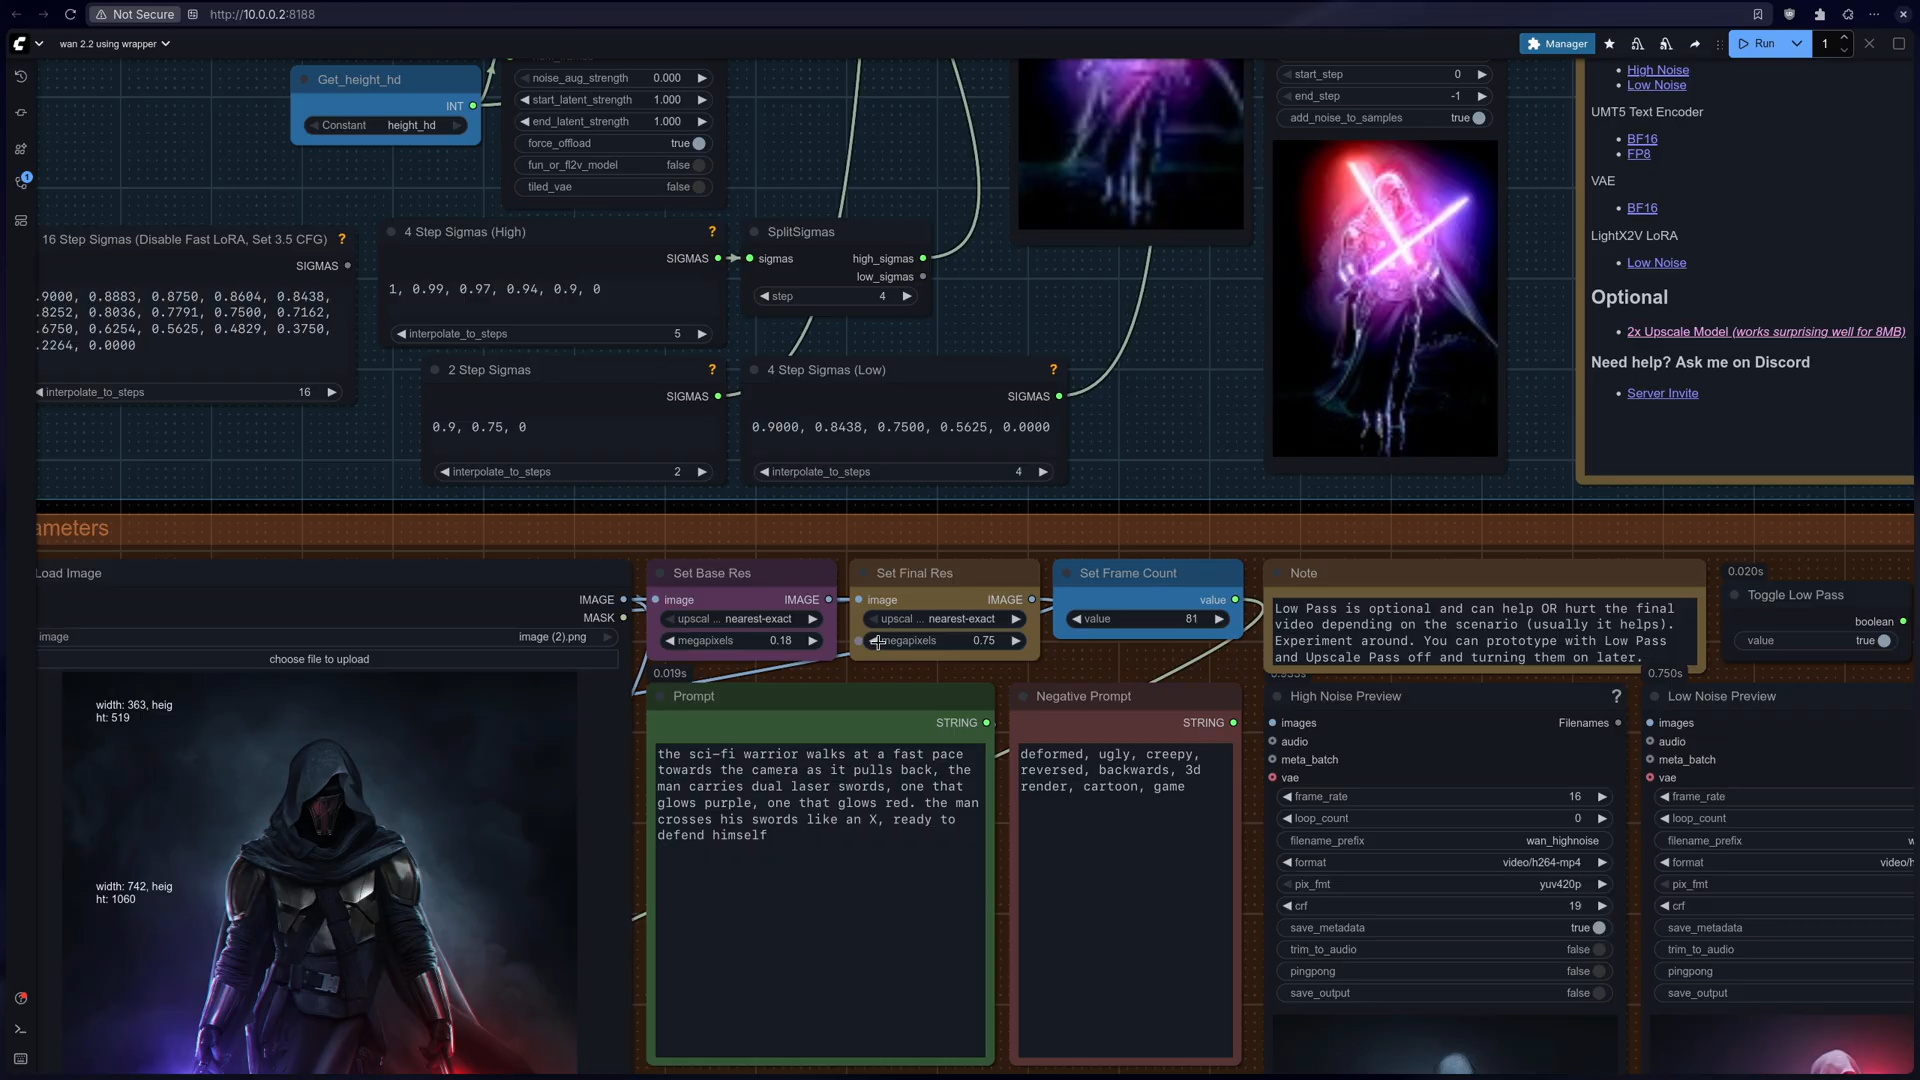 Not Secure
http://10.0.0.2:8188
wan 2.2 using wrapper
Manager
Run
1
Get_height_hd
INT
Constant height_hd
noise_aug_strength 0.000
start_latent_strength 1.000
end_latent_strength 1.000
force_offload true
fun_or_fl2v_model false
tiled_vae false
start_step 0
end_step -1
add_noise_to_samples true
High Noise
Low Noise
UMT5 Text Encoder
BF16
FP8
VAE
BF16
LightX2V LoRA
Low Noise
Optional
2x Upscale Model (works surprising well for 8MB)
Need help? Ask me on Discord
Server Invite
16 Step Sigmas (Disable Fast LoRA, Set 3.5 CFG) ?
SIGMAS
.9000, 0.8883, 0.8750, 0.8604, 0.8438,
.8252, 0.8036, 0.7791, 0.7500, 0.7162,
.6750, 0.6254, 0.5625, 0.4829, 0.3750,
.2264, 0.0000
interpolate_to_steps 16
4 Step Sigmas (High) ?
SIGMAS
1, 0.99, 0.97, 0.94, 0.9, 0
interpolate_to_steps 5
SplitSigmas
sigmas high_sigmas
low_sigmas
step 4
2 Step Sigmas ?
SIGMAS
0.9, 0.75, 0
interpolate_to_steps 2
4 Step Sigmas (Low) ?
SIGMAS
0.9000, 0.8438, 0.7500, 0.5625, 0.0000
interpolate_to_steps 4
ameters
Load Image
IMAGE
MASK
image image (2).png
choose file to upload
width: 363, heig
ht: 519
width: 742, heig
ht: 1060
Set Base Res
image IMAGE
upscal ... nearest-exact
megapixels 0.18
0.019s
Set Final Res
image IMAGE
upscal ... nearest-exact
megapixels 0.75
Set Frame Count
value
value 81
Note
Low Pass is optional and can help OR hurt the final
video depending on the scenario (usually it helps).
Experiment around. You can prototype with Low Pass
and Upscale Pass off and turning them on later.
0.020s
Toggle Low Pass
boolean
value true
Prompt
STRING
the sci-fi warrior walks at a fast pace
towards the camera as it pulls back, the
man carries dual laser swords, one that
glows purple, one that glows red. the man
crosses his swords like an X, ready to
defend himself
Negative Prompt
STRING
deformed, ugly, creepy,
reversed, backwards, 3d
render, cartoon, game
High Noise Preview ?
images Filenames
audio
meta_batch
vae
frame_rate 16
loop_count 0
filename_prefix wan_highnoise
format video/h264-mp4
pix_fmt yuv420p
crf 19
save_metadata true
trim_to_audio false
pingpong false
save_output false
0.750s
Low Noise Preview
images
audio
meta_batch
vae
frame_rate
loop_count
filename_prefix w
format video/h
pix_fmt
crf
save_metadata
trim_to_audio
pingpong
save_output